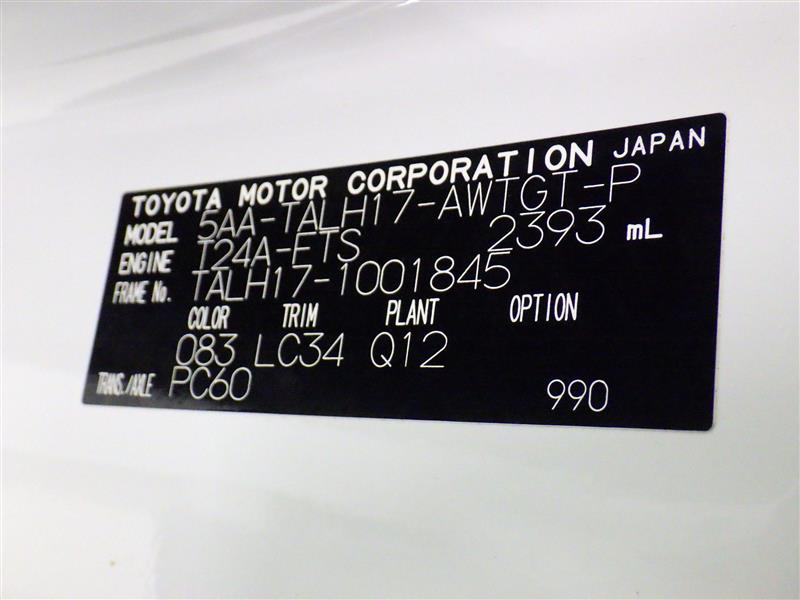 TOYOTA MOTOR CORPORATION JAPAN
MODEL 5AA-TALH17-AWTGT-P
ENGINE T24A-FTS 2393 mL
FRAME No. TALH17-1001845
COLOR TRIM PLANT OPTION
083 LC34 Q12
TRANS./AXLE PC60 990